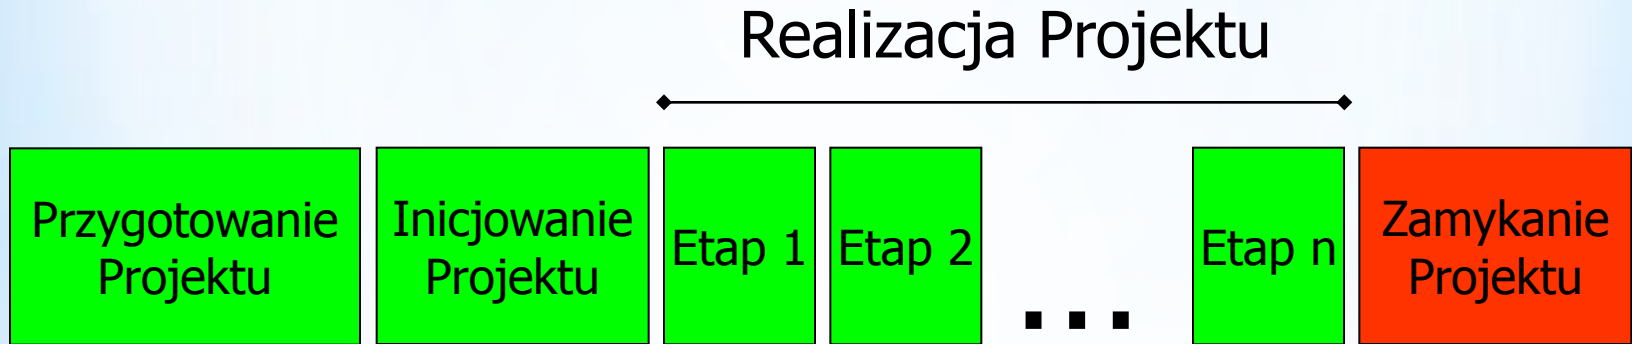 Realizacja Projektu
Przygotowanie
Projektu
Inicjowanie
Projektu
Etap 1
Etap 2
...
Etap n
Zamykanie
Projektu